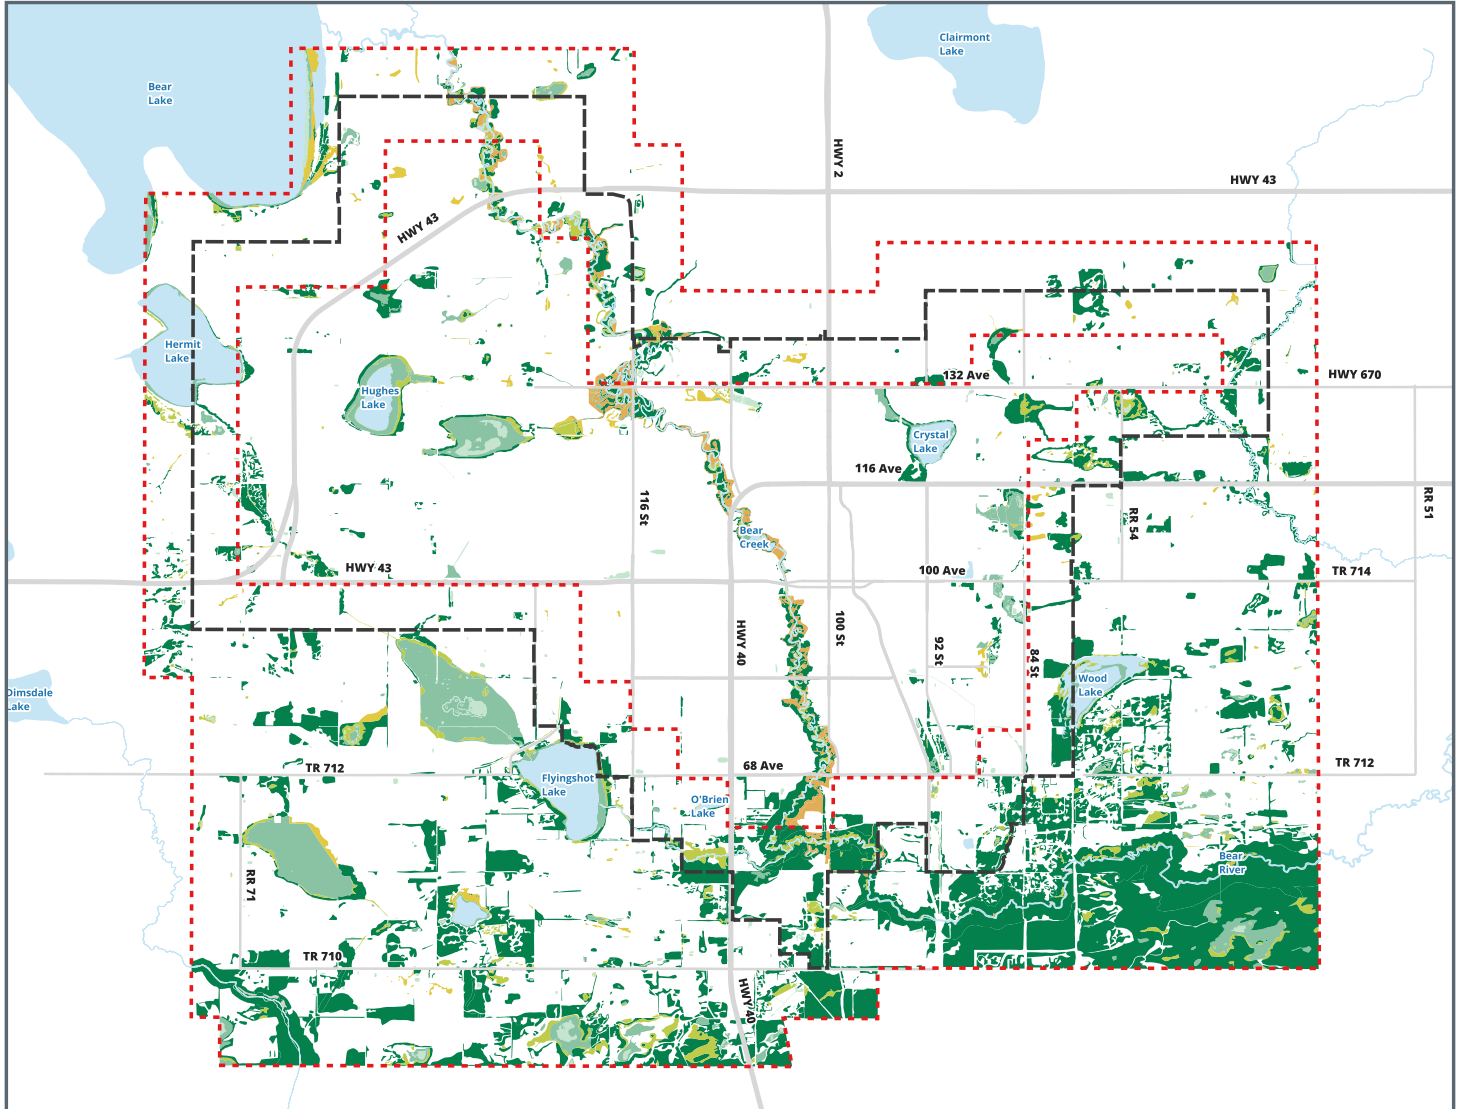 Clairmont
Lake
Bear
Lake
HWY 2
HWY 43
HWY 43
Hermit
Lake
132 Ave
HWY 670
Hughes
Lake
Crystal
Lake
116 Ave
116 St
RR 54
RR 51
Bear
Creek
HWY 43
100 Ave
TR 714
HWY 40
100 St
92 St
84 St
Wood
Lake
Dimsdale
Lake
TR 712
68 Ave
TR 712
Flyingshot
Lake
O'Brien
Lake
RR 71
Bear
River
TR 710
HWY 40